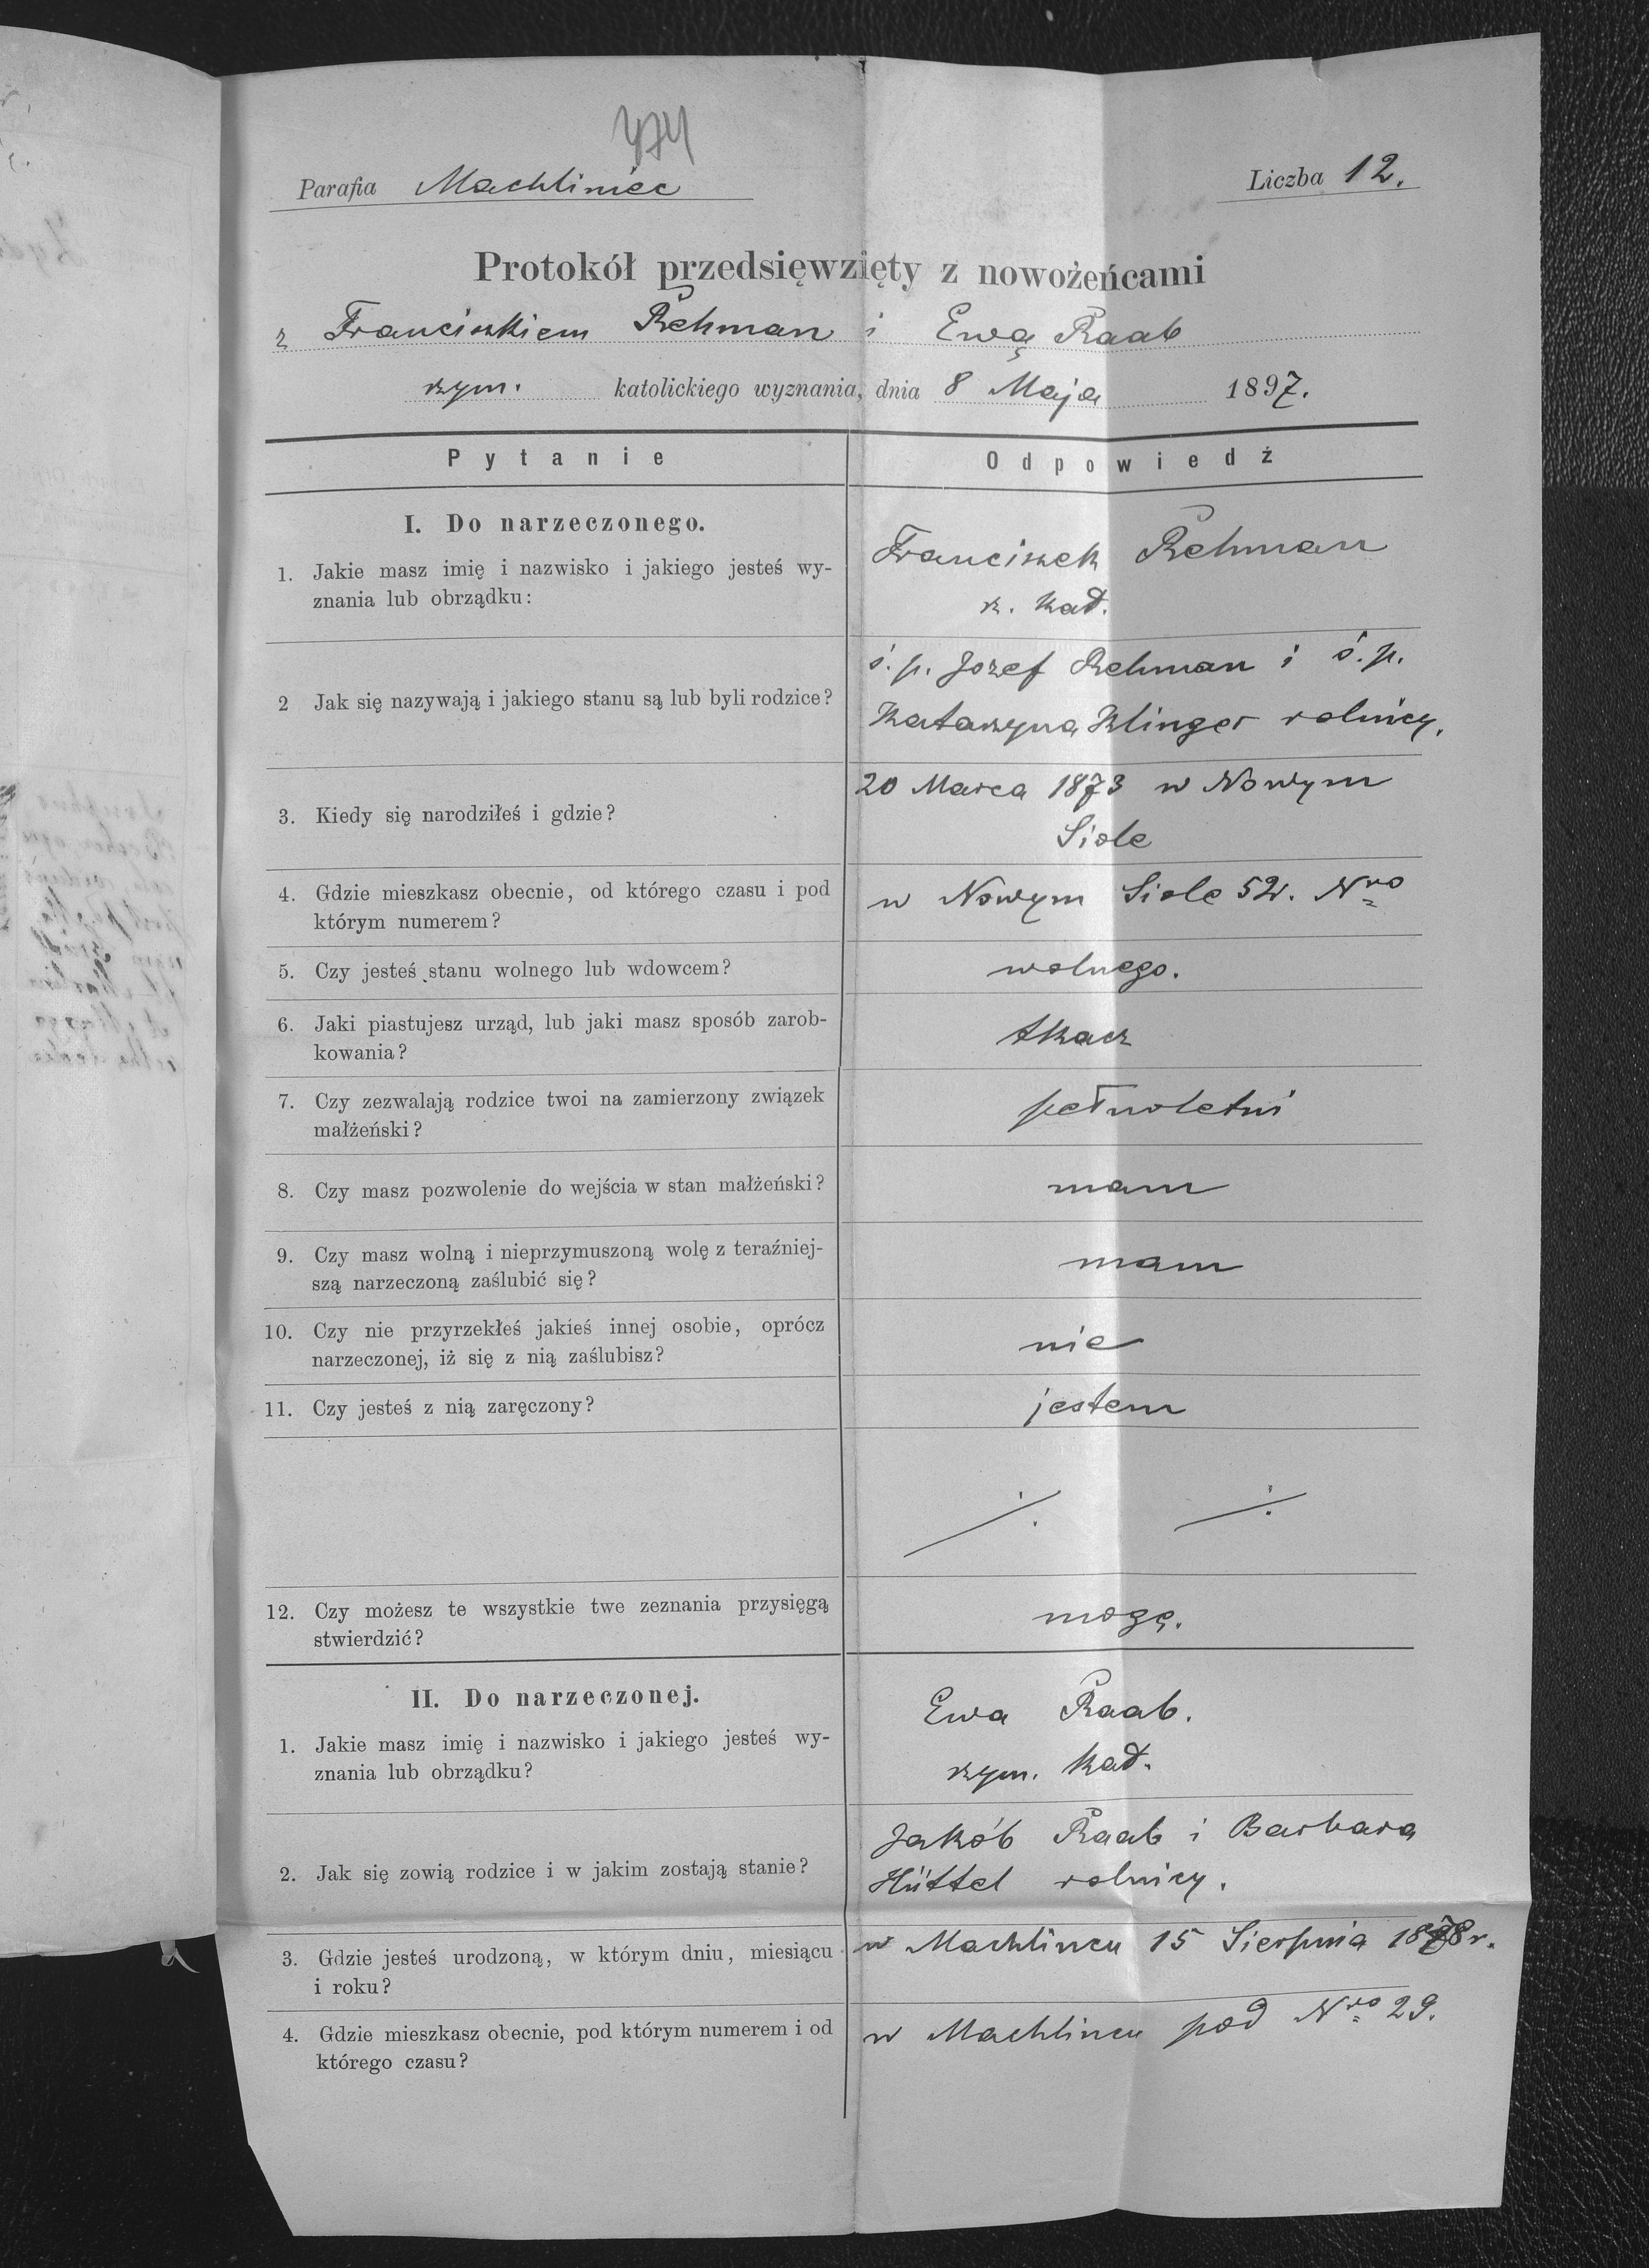 474
Parafia Machliniec
Liczba 12.
Protokół przedsięwzięty z nowożeńcami
z Franciszkiem Rehman i Ewą Raab
rzym. katolickiego wyznania, dnia 8 Maja 1897.
Pytanie
Odpowiedź
I. Do narzeczonego.
1. Jakie masz imię i nazwisko i jakiego jesteś wy-
znania lub obrządku:
Franciszek Rehman
r. kat.
2 Jak się nazywają i jakiego stanu są lub byli rodzice?
ś. p. Jozef Rehman i ś. p.
Katarzyna Klinger rolnicy.
3. Kiedy się narodziłeś i gdzie?
20 Marca 1873 w Nowym
Siole
4. Gdzie mieszkasz obecnie, od którego czasu i pod
którym numerem?
w Nowym Siole 52. Nro
5. Czy jesteś stanu wolnego lub wdowcem?
wolnego.
6. Jaki piastujesz urząd, lub jaki masz sposób zarob-
kowania?
tkacz
7. Czy zezwalają rodzice twoi na zamierzony związek
małżeński?
pełnoletni
8. Czy masz pozwolenie do wejścia w stan małżeński?
mam
9. Czy masz wolną i nieprzymuszoną wolę z teraźniej-
szą narzeczoną zaślubić się?
mam
10. Czy nie przyrzekłeś jakieś innej osobie, oprócz
narzeczonej, iż się z nią zaślubisz?
nie
11. Czy jesteś z nią zaręczony?
jestem
12. Czy możesz te wszystkie twe zeznania przysięgą
stwierdzić?
mogę.
II. Do narzeczonej.
1. Jakie masz imię i nazwisko i jakiego jesteś wy-
znania lub obrządku?
Ewa Raab.
rzym. kat.
2. Jak się zowią rodzice i w jakim zostają stanie?
Jakób Raab i Barbara
Hüttel rolnicy.
3. Gdzie jesteś urodzoną, w którym dniu, miesiącu
i roku?
w Machlincu 15 Sierpnia 1878 r.
4. Gdzie mieszkasz obecnie, pod którym numerem i od
którego czasu?
w Machlincu pod Nro 29.